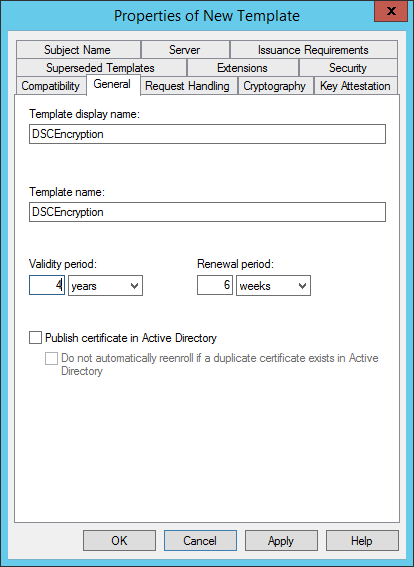 Properties of New Template
x
Subject Name Server Issuance Requirements
Superseded Templates Extensions Security
Compatibility General Request Handling Cryptography Key Attestation
Template display name:
DSCEncryption
Template name:
DSCEncryption
Validity period: Renewal period:
4 years 6 weeks
Publish certificate in Active Directory
Do not automatically reenroll if a duplicate certificate exists in Active
Directory
OK Cancel Apply Help